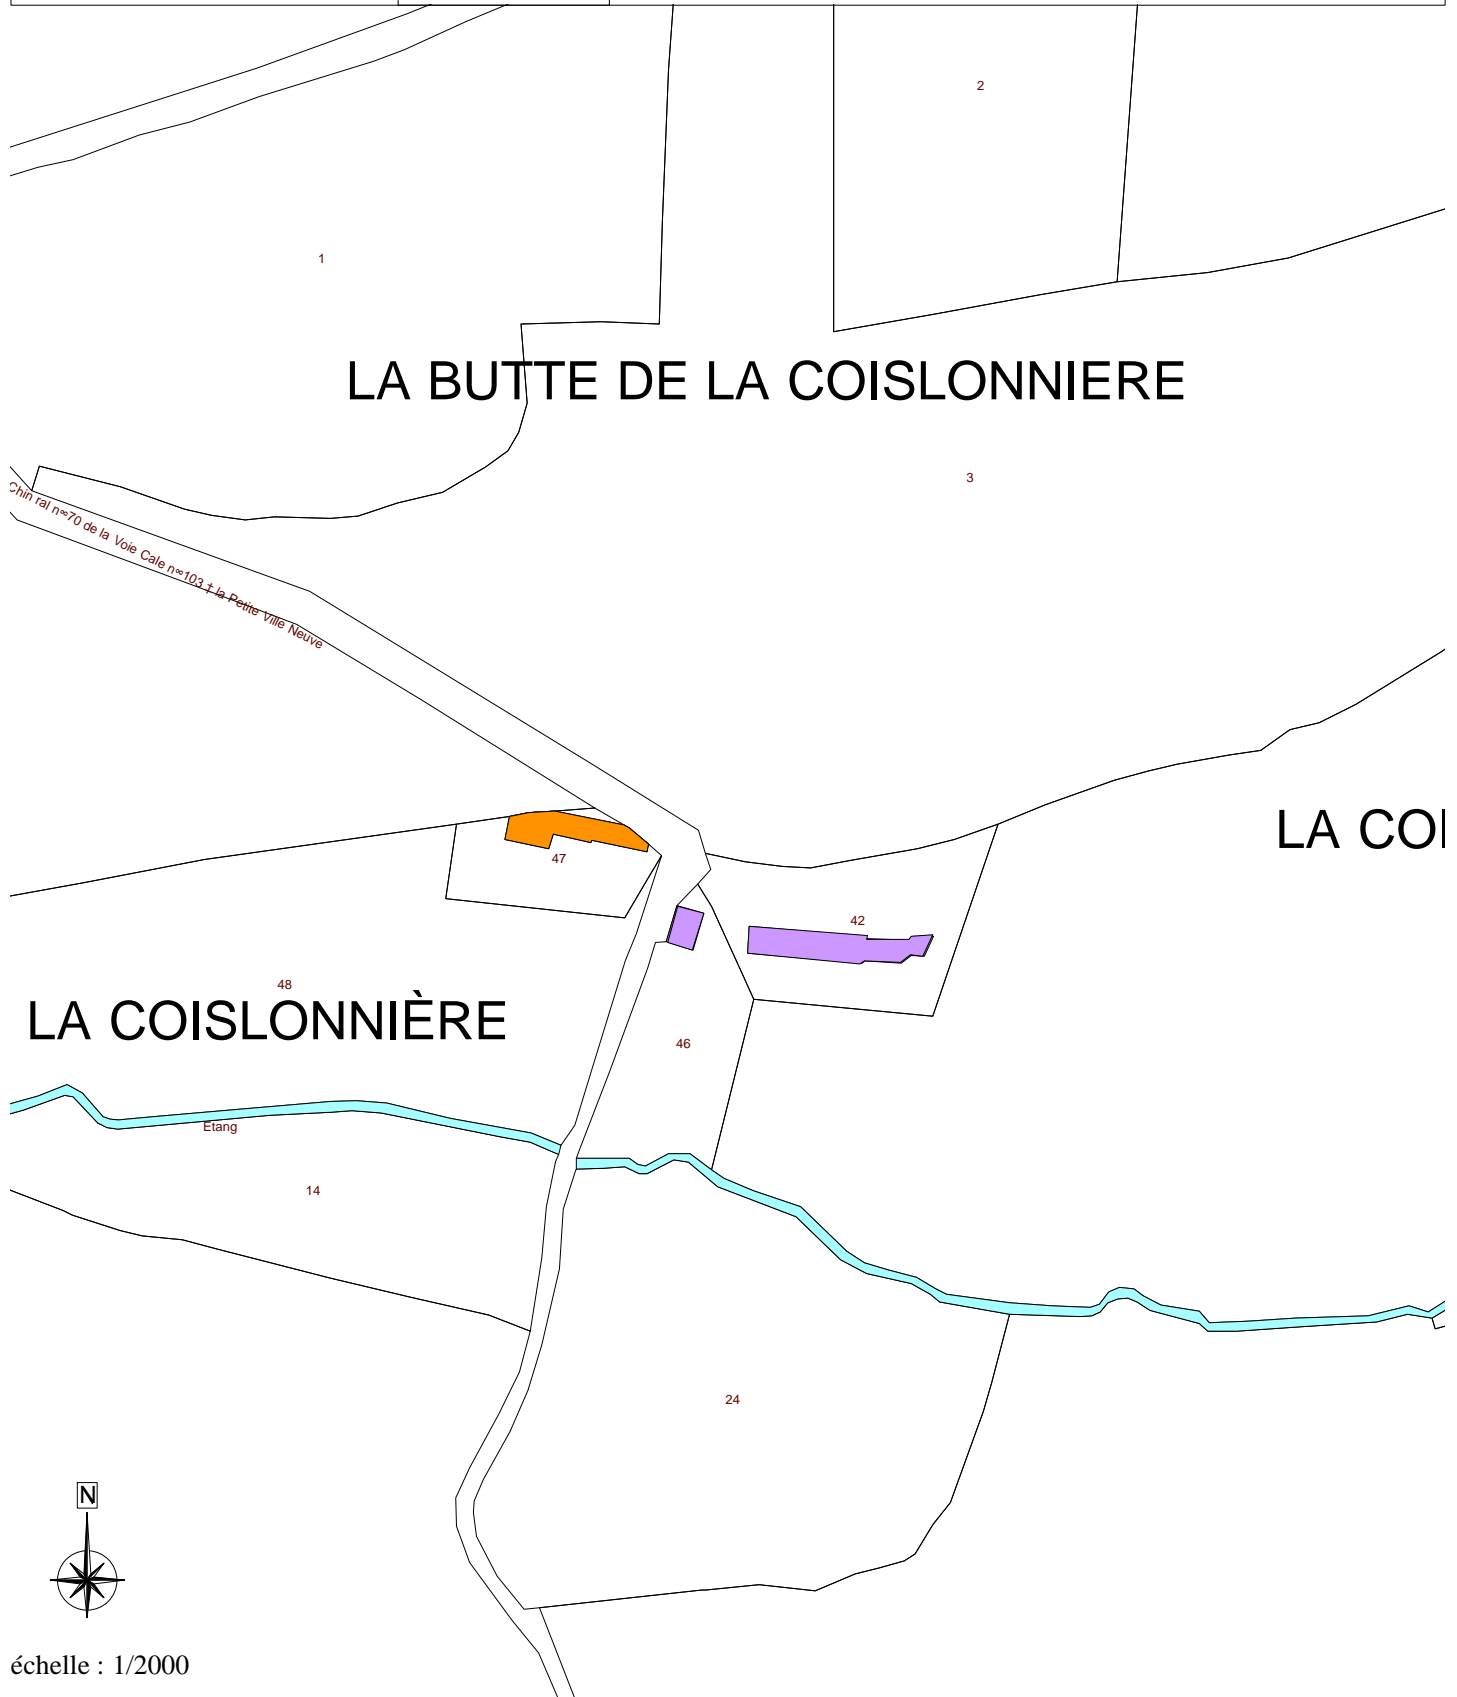 2
1
LA BUTTE DE LA COISLONNIERE
3
Chin ral n∞70 de la Voie Cale n∞103 † la Petite Ville Neuve
LA COI
47
42
48
LA COISLONNIÈRE
46
Etang
14
24
N
échelle : 1/2000